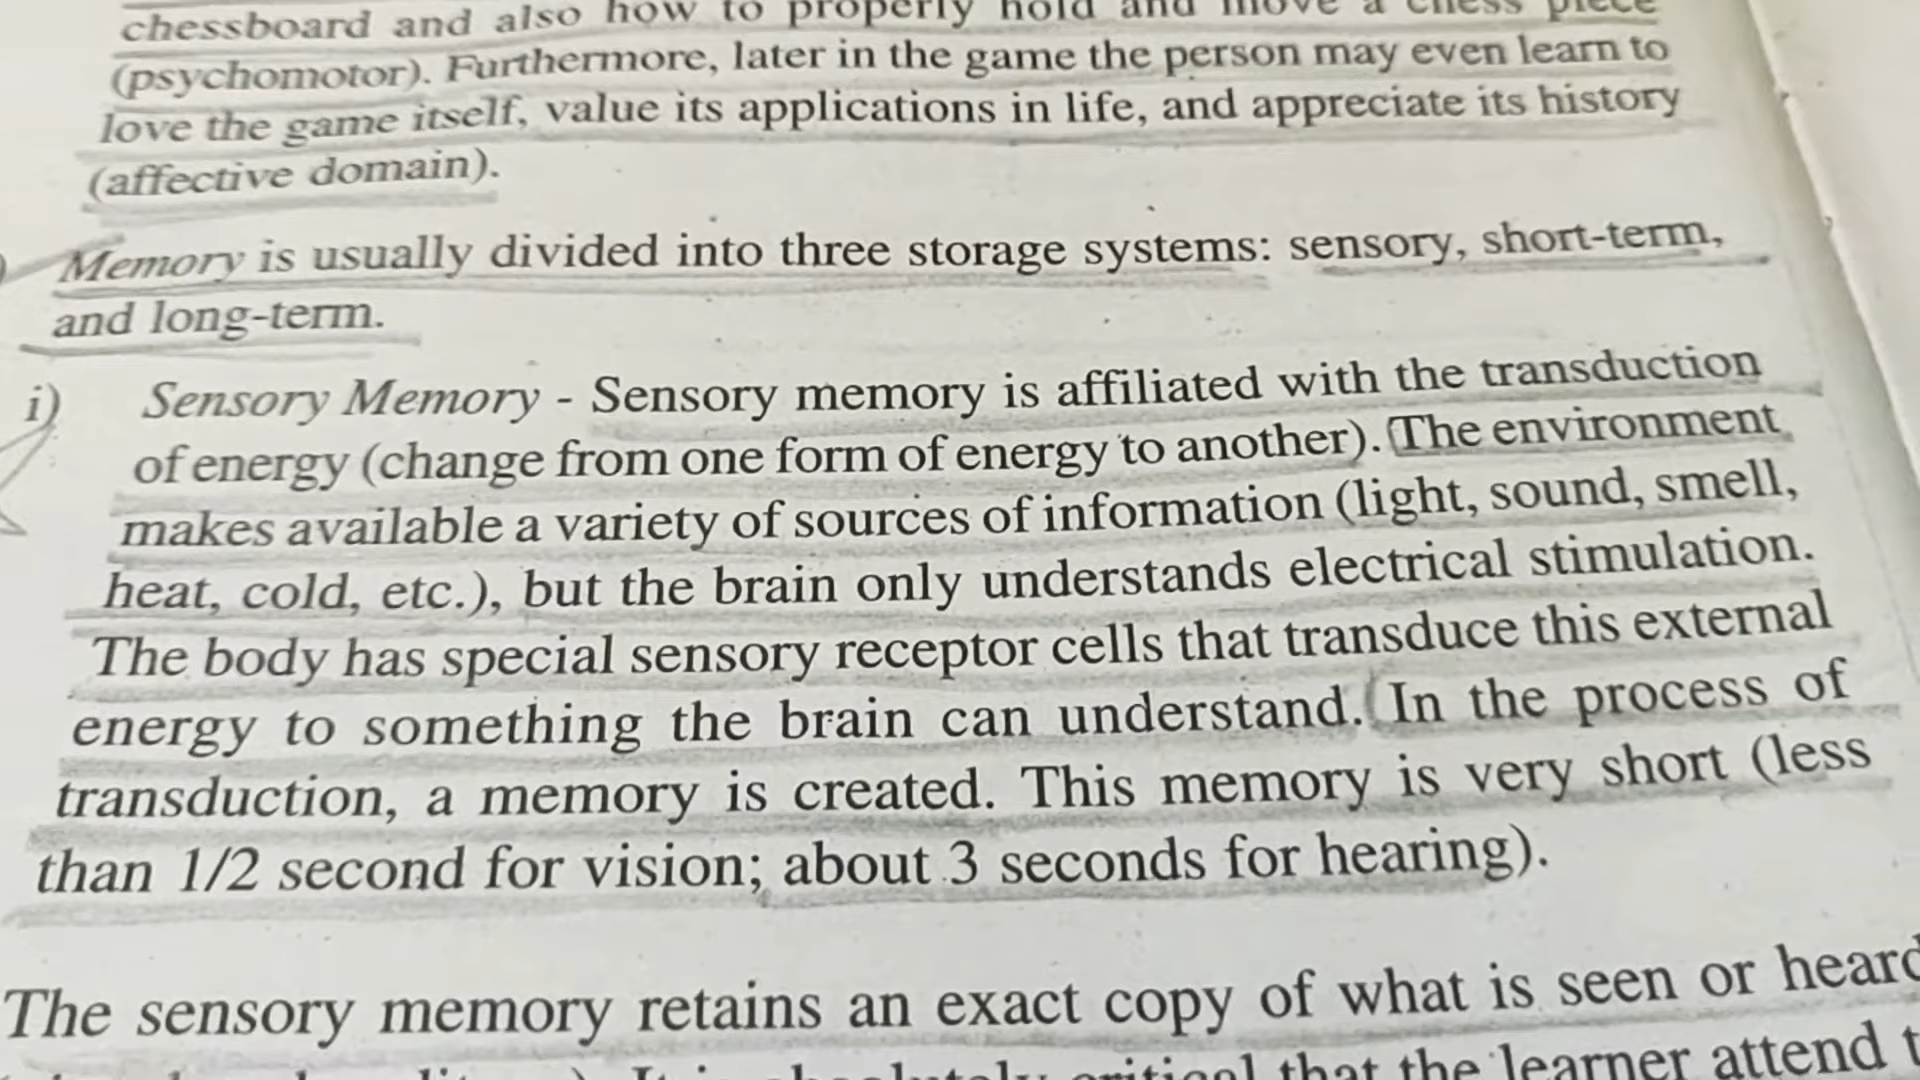 chessboard and also how to properly hold and move a chess piece
(psychomotor). Furthermore, later in the game the person may even learn to
love the game itself, value its applications in life, and appreciate its history
(affective domain).
Memory is usually divided into three storage systems: sensory, short-term,
and long-term.
i) Sensory Memory - Sensory memory is affiliated with the transduction
of energy (change from one form of energy to another). (The environment
makes available a variety of sources of information (light, sound, smell,
heat, cold, etc.), but the brain only understands electrical stimulation.
The body has special sensory receptor cells that transduce this external
energy to something the brain can understand. (In the process of
transduction, a memory is created. This memory is very short (less
than 1/2 second for vision; about 3 seconds for hearing).
The sensory memory retains an exact copy of what is seen or heard
critical that the learner attend